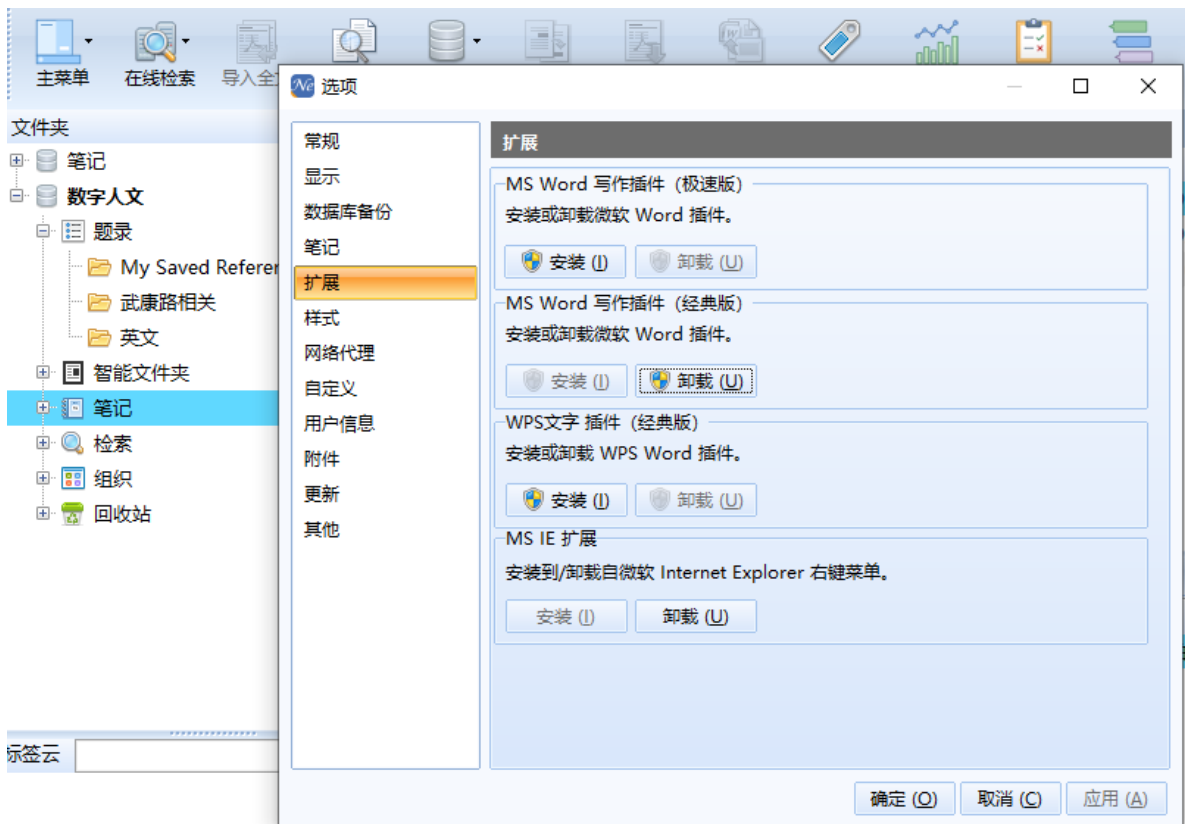 主菜单
在线检索
导入全
选项
文件夹
笔记
数字人文
题录
My Saved Referen
武康路相关
英文
智能文件夹
笔记
检索
组织
回收站
标签云
常规
显示
数据库备份
笔记
扩展
样式
网络代理
自定义
用户信息
附件
更新
其他
扩展
MS Word 写作插件（极速版）
安装或卸载微软 Word 插件。
安装 (I) 卸载 (U)
MS Word 写作插件（经典版）
安装或卸载微软 Word 插件。
安装 (I) 卸载 (U)
WPS文字 插件（经典版）
安装或卸载 WPS Word 插件。
安装 (I) 卸载 (U)
MS IE 扩展
安装到/卸载自微软 Internet Explorer 右键菜单。
安装 (I) 卸载 (U)
确定 (O) 取消 (C) 应用 (A)